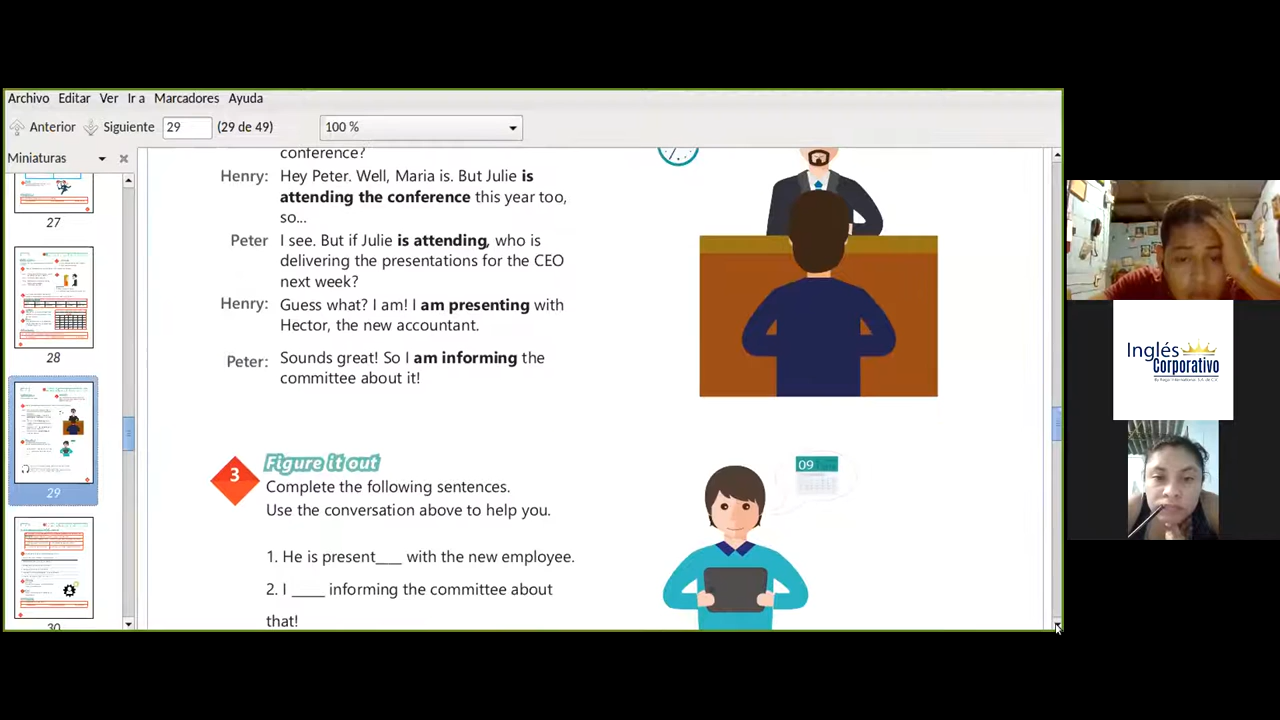 Archivo Editar Ver Ir a Marcadores Ayuda
Anterior Siguiente 29 (29 de 49) 100 %
Miniaturas
27
28
29
30
conference?
Henry: Hey Peter. Well, Maria is. But Julie is
attending the conference this year too,
so...
Peter I see. But if Julie is attending, who is
delivering the presentations for the CEO
next week?
Henry: Guess what? I am! I am presenting with
Hector, the new accountant.
Peter: Sounds great! So I am informing the
committee about it!
3 Figure it out
Complete the following sentences.
Use the conversation above to help you.
1. He is present___ with the new employee.
2. I ____ informing the committee about
that!
09
Inglés
Corporativo